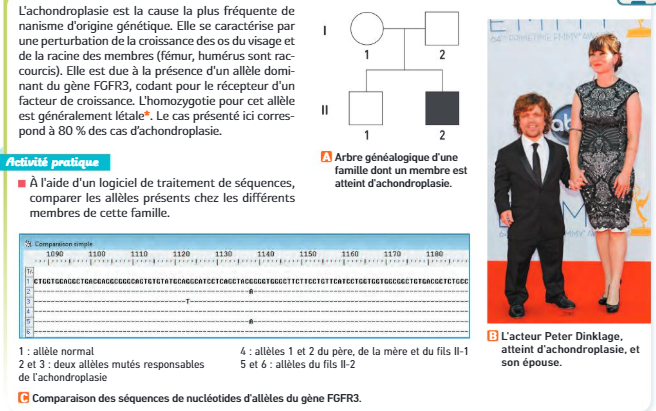 L'achondroplasie est la cause la plus fréquente de
nanisme d'origine génétique. Elle se caractérise par
une perturbation de la croissance des os du visage et
de la racine des membres (fémur, humérus sont rac-
courcis). Elle est due à la présence d'un allèle domi-
nant du gène FGFR3, codant pour le récepteur d'un
facteur de croissance. L'homozygotie pour cet allèle
est généralement létale*. Le cas présenté ici corres-
pond à 80 % des cas d'achondroplasie.
Activité pratique
À l'aide d'un logiciel de traitement de séquences,
comparer les allèles présents chez les différents
membres de cette famille.
I
1
2
II
1
2
A Arbre généalogique d'une
famille dont un membre est
atteint d'achondroplasie.
Comparaison simple
1090 1100 1110 1120 1130 1140 1150 1160 1170 1180
1 CTGGTGGAGGCTGACGAGGCGGGCAGTGTGTATGCAGGCATCCTCAGCTACGGGGTGGGCTTCTTCCTGTTCATCCTGGTGGTGGCGGCTGTGACGCTCTGCC
2 A
3 T
4
5 A
6
1 : allèle normal
2 et 3 : deux allèles mutés responsables
de l'achondroplasie
4 : allèles 1 et 2 du père, de la mère et du fils II-1
5 et 6 : allèles du fils II-2
C Comparaison des séquences de nucléotides d'allèles du gène FGFR3.
abc
B L'acteur Peter Dinklage,
atteint d'achondroplasie, et
son épouse.